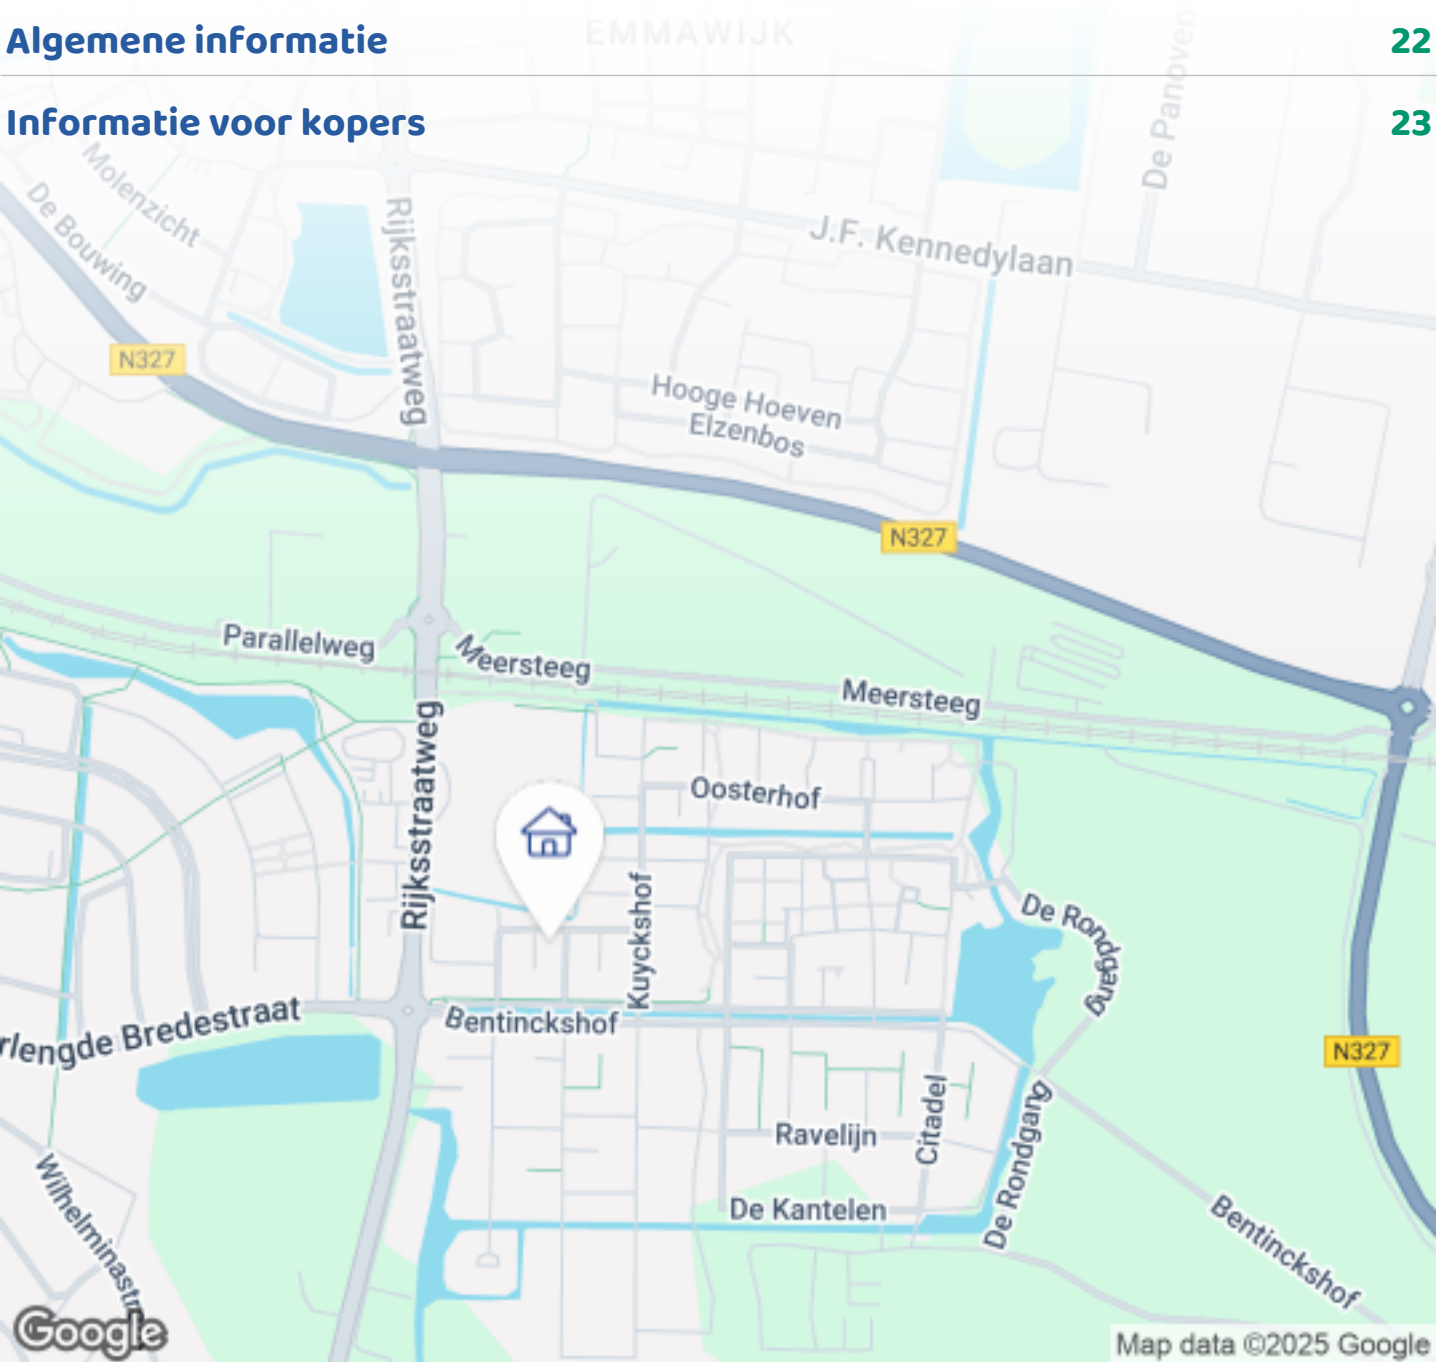 Algemene informatie 22
EMMAWIJK
Informatie voor kopers 23
De Panoven
Molenzicht
De Bouwing
Rijksstraatweg
J.F. Kennedylaan
N327
Hooge Hoeven
Elzenbos
N327
Parallelweg
Meersteeg
Meersteeg
Rijksstraatweg
Oosterhof
Kuyckshof
De Rondgang
rlengde Bredestraat
Bentinckshof
N327
Citadel
Ravelijn
De Rondgang
De Kantelen
Wilhelminastr
Bentinckshof
Google
Map data ©2025 Google